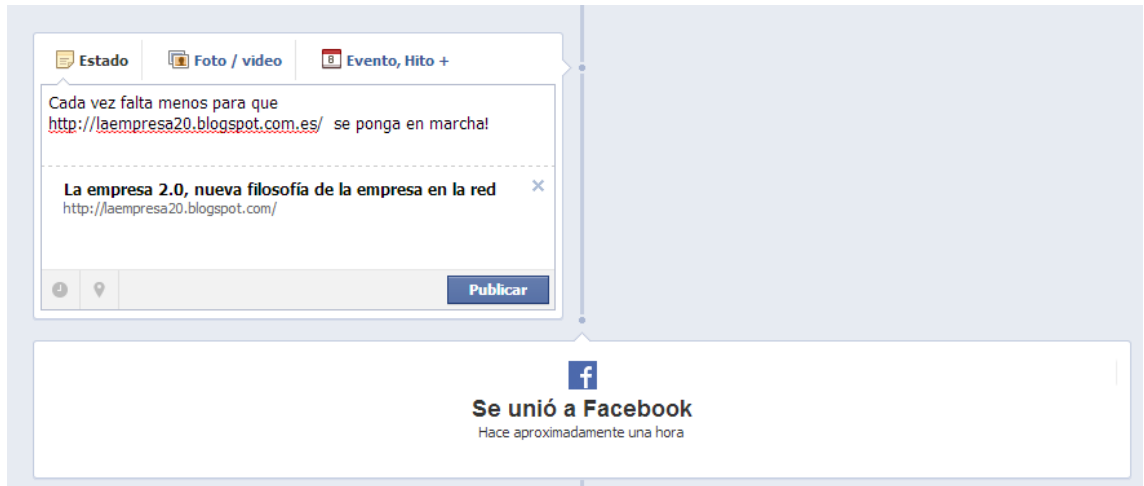 Estado Foto / video Evento, Hito +
Cada vez falta menos para que
http://laempresa20.blogspot.com.es/ se ponga en marcha!
La empresa 2.0, nueva filosofía de la empresa en la red
http://laempresa20.blogspot.com/
Publicar
Se unió a Facebook
Hace aproximadamente una hora